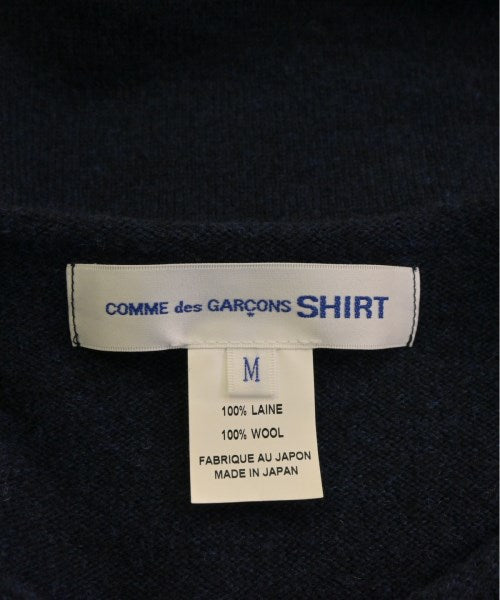 COMME des GARÇONS SHIRT
M
100% LAINE
100% WOOL
FABRIQUE AU JAPON
MADE IN JAPAN